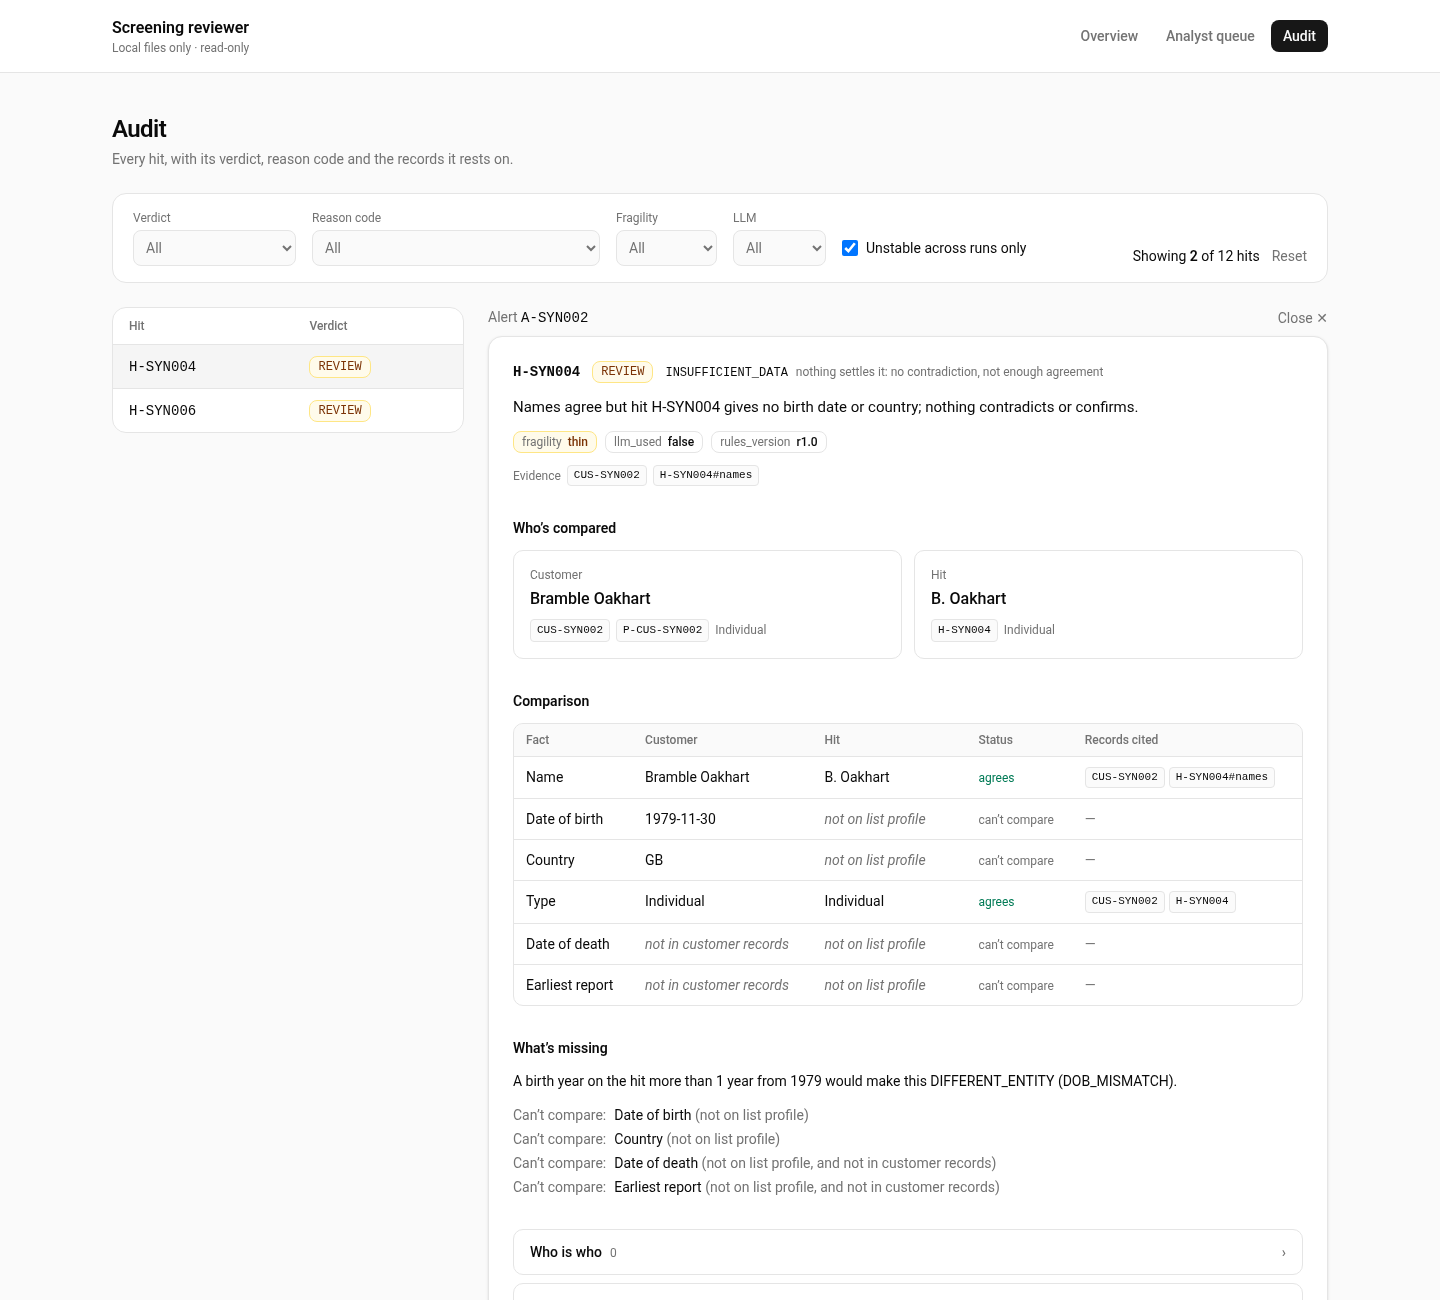 Screening reviewer
Local files only · read-only
Overview Analyst queue Audit
Audit
Every hit, with its verdict, reason code and the records it rests on.
Verdict Reason code Fragility LLM
All All All All Unstable across runs only Showing 2 of 12 hits Reset
Hit Verdict
H-SYN004 REVIEW
H-SYN006 REVIEW
Alert A-SYN002 Close ✕
H-SYN004 REVIEW INSUFFICIENT_DATA nothing settles it: no contradiction, not enough agreement
Names agree but hit H-SYN004 gives no birth date or country; nothing contradicts or confirms.
fragility thin llm_used false rules_version r1.0
Evidence CUS-SYN002 H-SYN004#names
Who’s compared
Customer
Bramble Oakhart
CUS-SYN002 P-CUS-SYN002 Individual
Hit
B. Oakhart
H-SYN004 Individual
Comparison
Fact Customer Hit Status Records cited
Name Bramble Oakhart B. Oakhart agrees CUS-SYN002 H-SYN004#names
Date of birth 1979-11-30 not on list profile can’t compare —
Country GB not on list profile can’t compare —
Type Individual Individual agrees CUS-SYN002 H-SYN004
Date of death not in customer records not on list profile can’t compare —
Earliest report not in customer records not on list profile can’t compare —
What’s missing
A birth year on the hit more than 1 year from 1979 would make this DIFFERENT_ENTITY (DOB_MISMATCH).
Can’t compare: Date of birth (not on list profile)
Can’t compare: Country (not on list profile)
Can’t compare: Date of death (not on list profile, and not in customer records)
Can’t compare: Earliest report (not on list profile, and not in customer records)
Who is who 0 ›